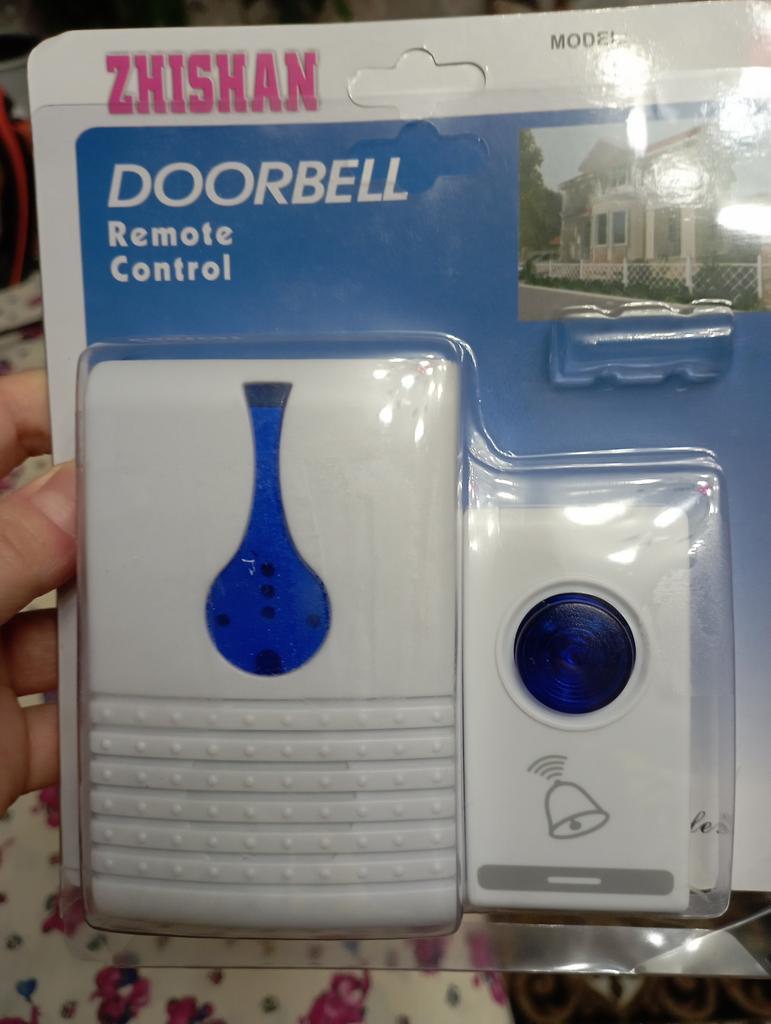 MODEL
ZHISHAN
DOORBELL
Remote
Control